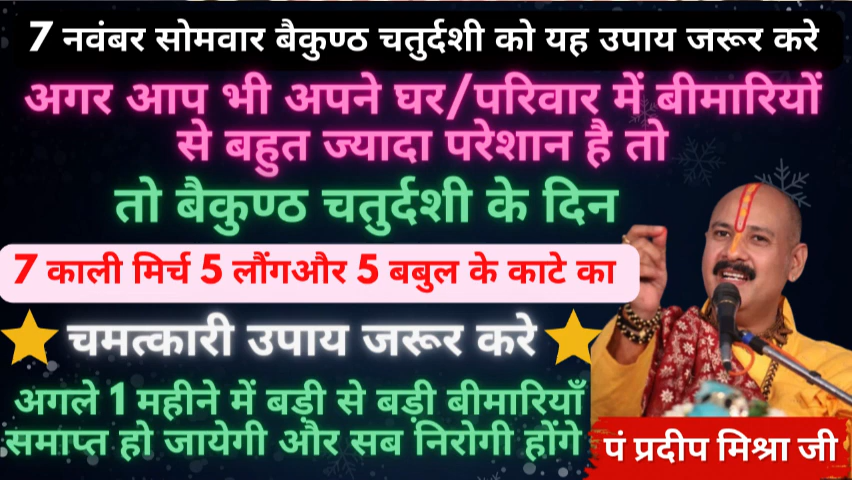 7 नवंबर सोमवार बैकुण्ठ चतुर्दशी को यह उपाय जरूर करे
अगर आप भी अपने घर/परिवार में बीमारियों
से बहुत ज्यादा परेशान है तो
तो बैकुण्ठ चतुर्दशी के दिन
7 काली मिर्च 5 लौंगऔर 5 बबुल के काटे का
चमत्कारी उपाय जरूर करे
अगले 1 महीने में बड़ी से बड़ी बीमारियाँ
समाप्त हो जायेगी और सब निरोगी होंगे
पं प्रदीप मिश्रा जी